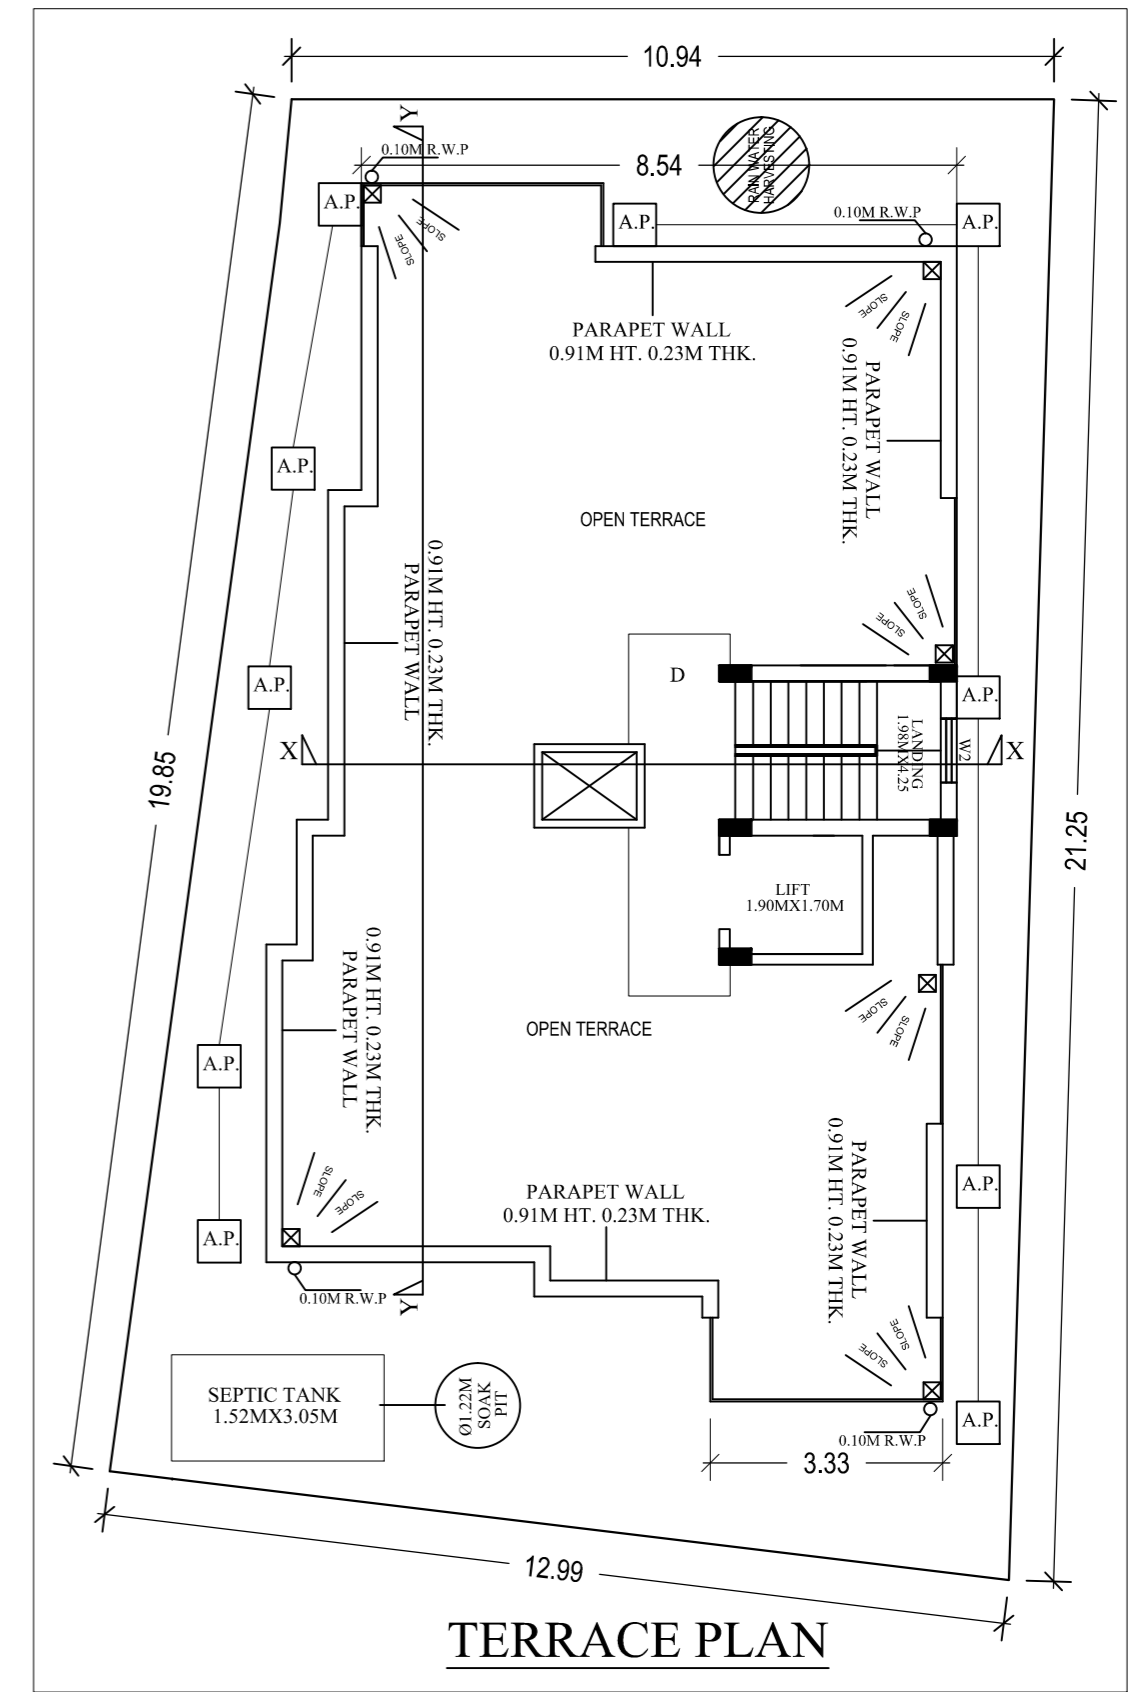 10.94
Y
0.10M R.W.P
8.54
RAIN WATER
HARVESTING
A.P.
A.P.
0.10M R.W.P
A.P.
SLOPE
SLOPE
SLOPE
SLOPE
PARAPET WALL
0.91M HT. 0.23M THK.
PARAPET WALL
0.91M HT. 0.23M THK.
A.P.
OPEN TERRACE
0.91M HT. 0.23M THK.
PARAPET WALL
SLOPE
SLOPE
A.P.
D
A.P.
19.85
X
LANDING
1.98MX4.25
W2
X
21.25
LIFT
1.90MX1.70M
0.91M HT. 0.23M THK.
PARAPET WALL
SLOPE
SLOPE
OPEN TERRACE
A.P.
SLOPE
SLOPE
PARAPET WALL
0.91M HT. 0.23M THK.
PARAPET WALL
0.91M HT. 0.23M THK.
A.P.
A.P.
0.10M R.W.P
Y
SLOPE
SLOPE
SEPTIC TANK
1.52MX3.05M
Ø1.22M
SOAK
PIT
A.P.
0.10M R.W.P
3.33
12.99
TERRACE PLAN